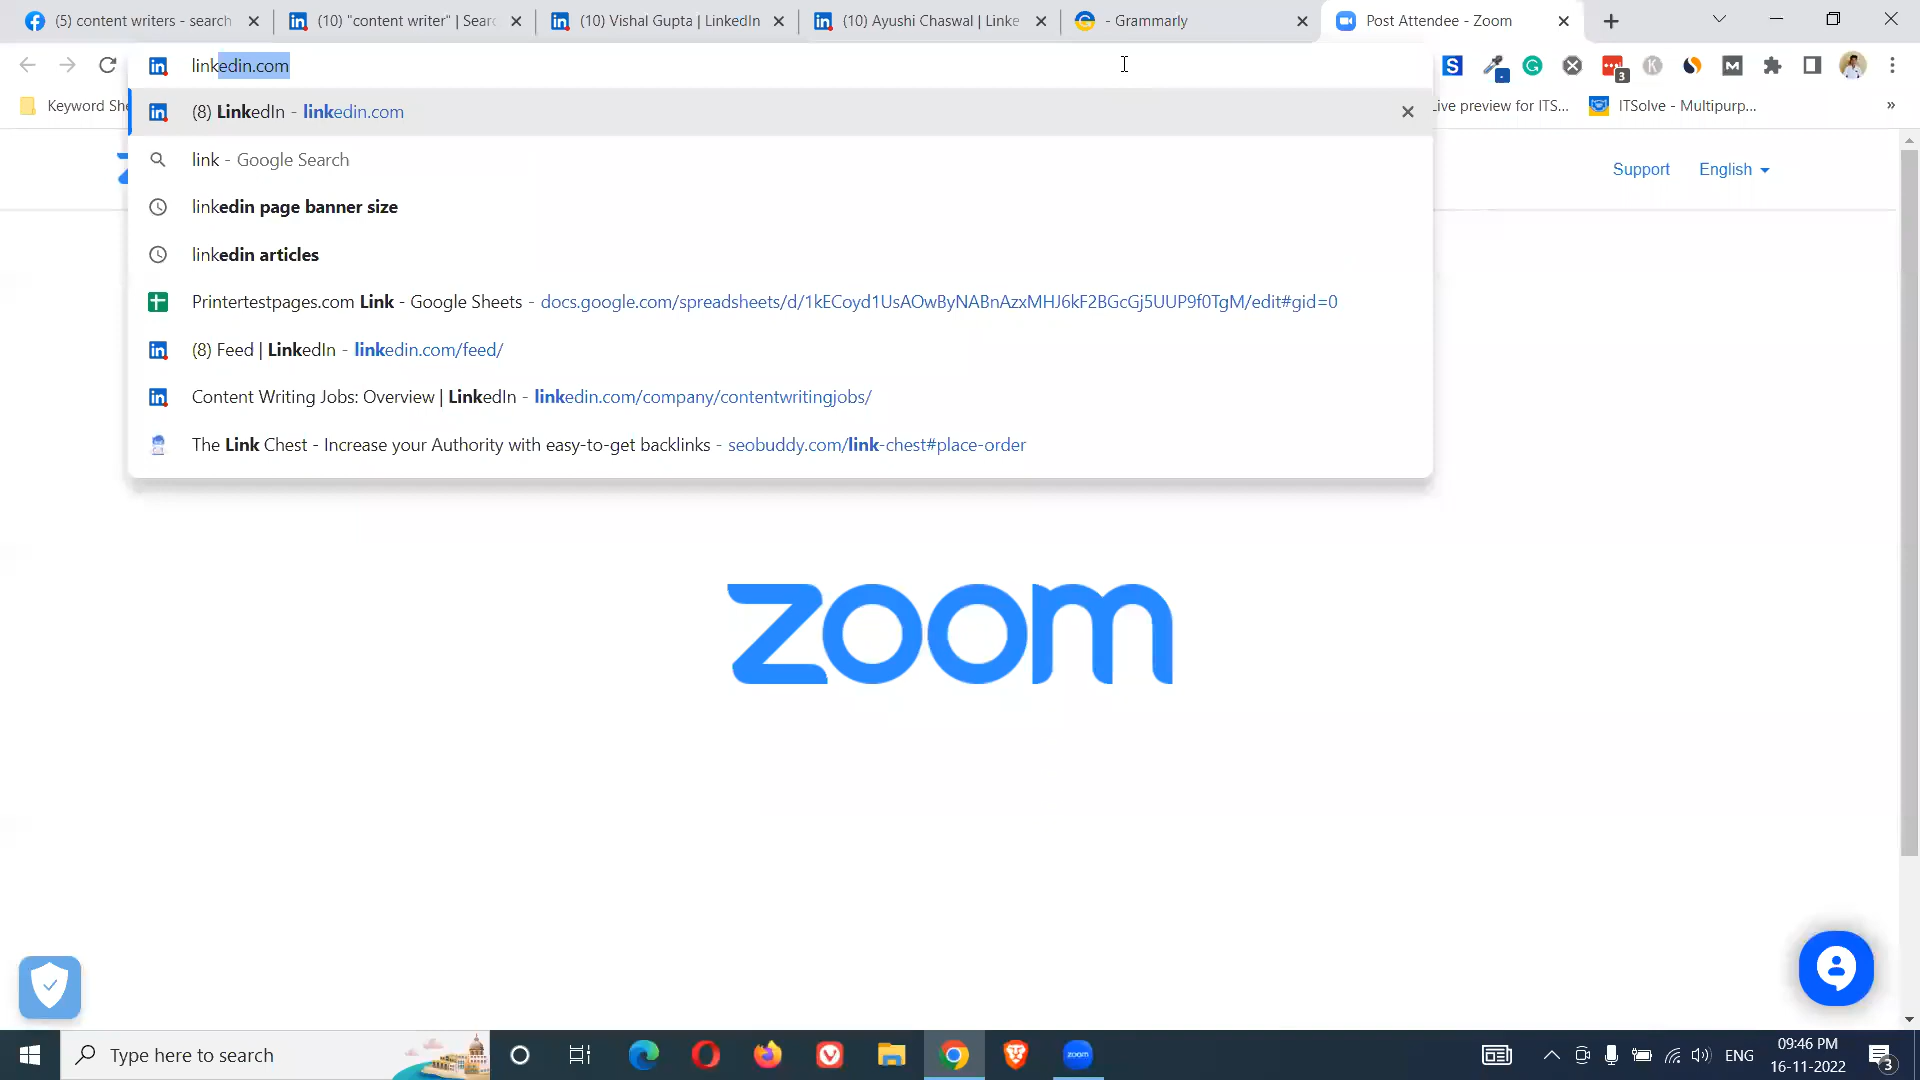 (5) content writers - search
(10) "content writer" | Searc
(10) Vishal Gupta | LinkedIn
(10) Ayushi Chaswal | Linke
- Grammarly
Post Attendee - Zoom
linkedin.com
3
Keyword She
Live preview for ITS...
ITSolve - Multipurp...
»
(8) LinkedIn - linkedin.com
link - Google Search
linkedin page banner size
linkedin articles
Printertestpages.com Link - Google Sheets - docs.google.com/spreadsheets/d/1kECoyd1UsAOwByNABnAzxMHJ6kF2BGcGj5UUP9f0TgM/edit#gid=0
(8) Feed | LinkedIn - linkedin.com/feed/
Content Writing Jobs: Overview | LinkedIn - linkedin.com/company/contentwritingjobs/
The Link Chest - Increase your Authority with easy-to-get backlinks - seobuddy.com/link-chest#place-order
Support
English
zoom
Type here to search
zoom
ENG
09:46 PM
16-11-2022
3